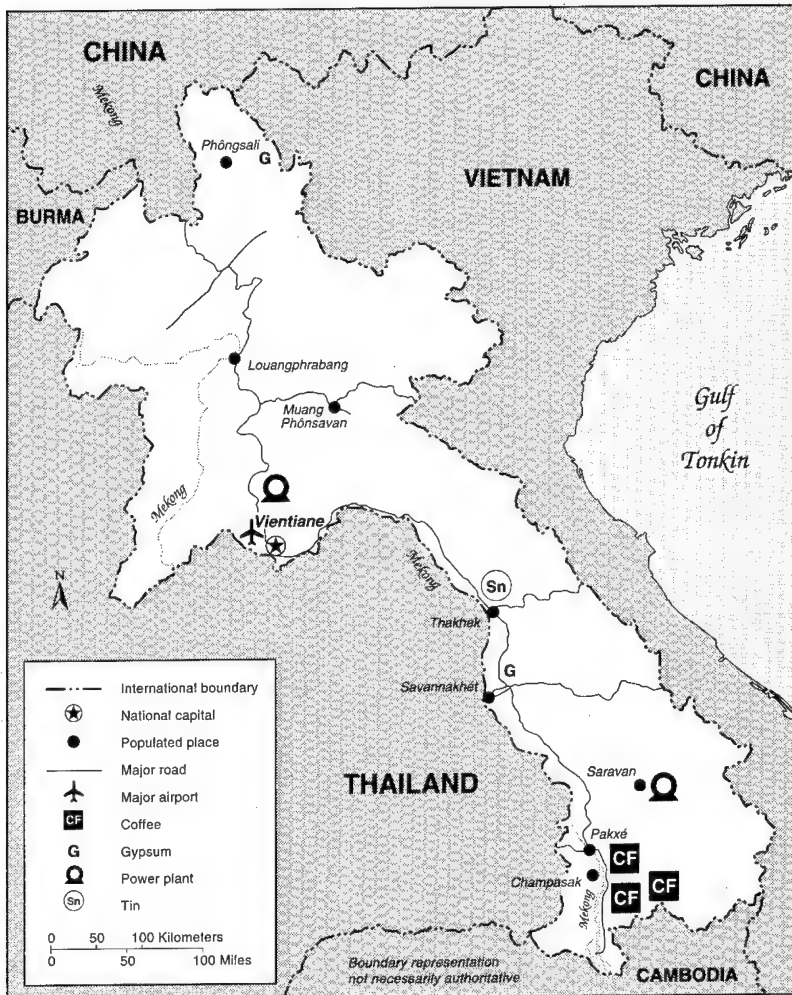 CHINA
Mekong
CHINA
Phôngsali
G
VIETNAM
BURMA
Louangphrabang
Muang
Phônsavan
Gulf
of
Tonkin
Mekong
Vientiane
N
Mekong
Sn
Thakhek
G
Savannakhét
International boundary
National capital
Populated place
Major road
Major airport
CF Coffee
G Gypsum
Power plant
Sn Tin
0 50 100 Kilometers
0 50 100 Miles
THAILAND
Saravan
Pakxé
CF
Champasak
CF
CF
Mekong
Boundary representation
not necessarily authoritative
CAMBODIA